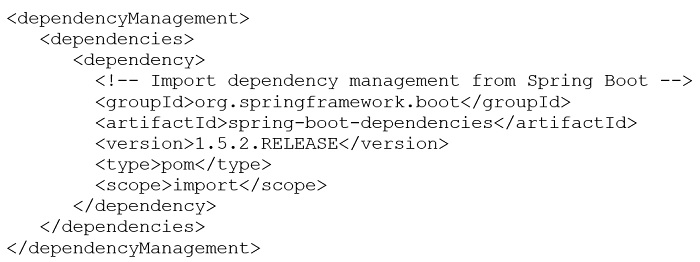 <dependencyManagement>
<dependencies>
<dependency>
<!-- Import dependency management from Spring Boot -->
<groupId>org.springframework.boot</groupId>
<artifactId>spring-boot-dependencies</artifactId>
<version>1.5.2.RELEASE</version>
<type>pom</type>
<scope>import</scope>
</dependency>
</dependencies>
</dependencyManagement>